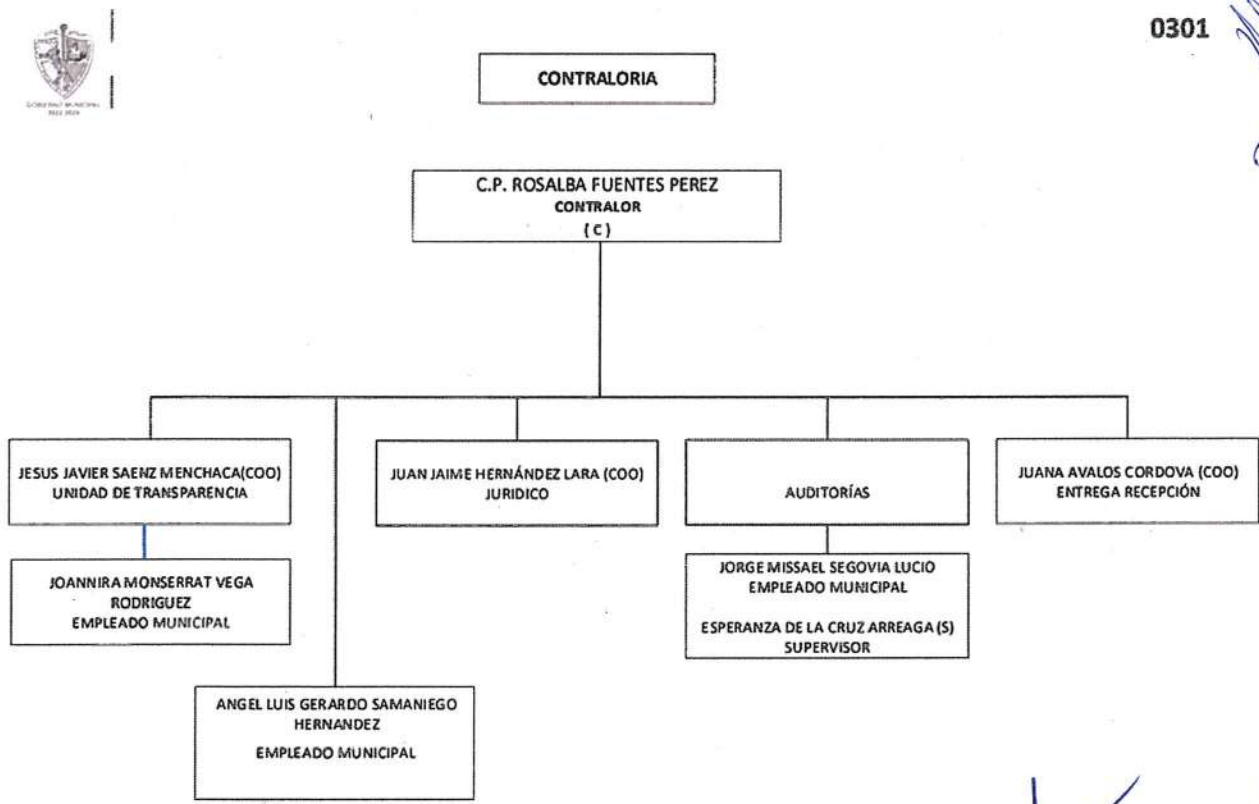 0301
GOBIERNO MUNICIPAL
CONTRALORIA
C.P. ROSALBA FUENTES PEREZ
CONTRALOR
( C )
JESUS JAVIER SAENZ MENCHACA(COO)
UNIDAD DE TRANSPARENCIA
JUAN JAIME HERNÁNDEZ LARA (COO)
JURIDICO
AUDITORÍAS
JUANA AVALOS CORDOVA (COO)
ENTREGA RECEPCIÓN
JOANNIRA MONSERRAT VEGA
RODRIGUEZ
EMPLEADO MUNICIPAL
JORGE MISSAEL SEGOVIA LUCIO
EMPLEADO MUNICIPAL
ESPERANZA DE LA CRUZ ARREAGA (S)
SUPERVISOR
ANGEL LUIS GERARDO SAMANIEGO
HERNANDEZ
EMPLEADO MUNICIPAL